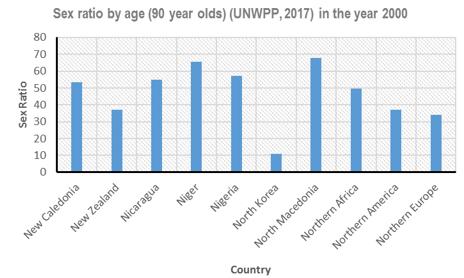 Sex ratio by age (90 year olds) (UNWPP, 2017) in the year 2000
80
70
60
50
40
30
20
10
0
Sex Ratio
New Caledonia
New Zealand
Nicaragua
Niger
Nigeria
North Korea
North Macedonia
Northern Africa
Northern America
Northern Europe
Country